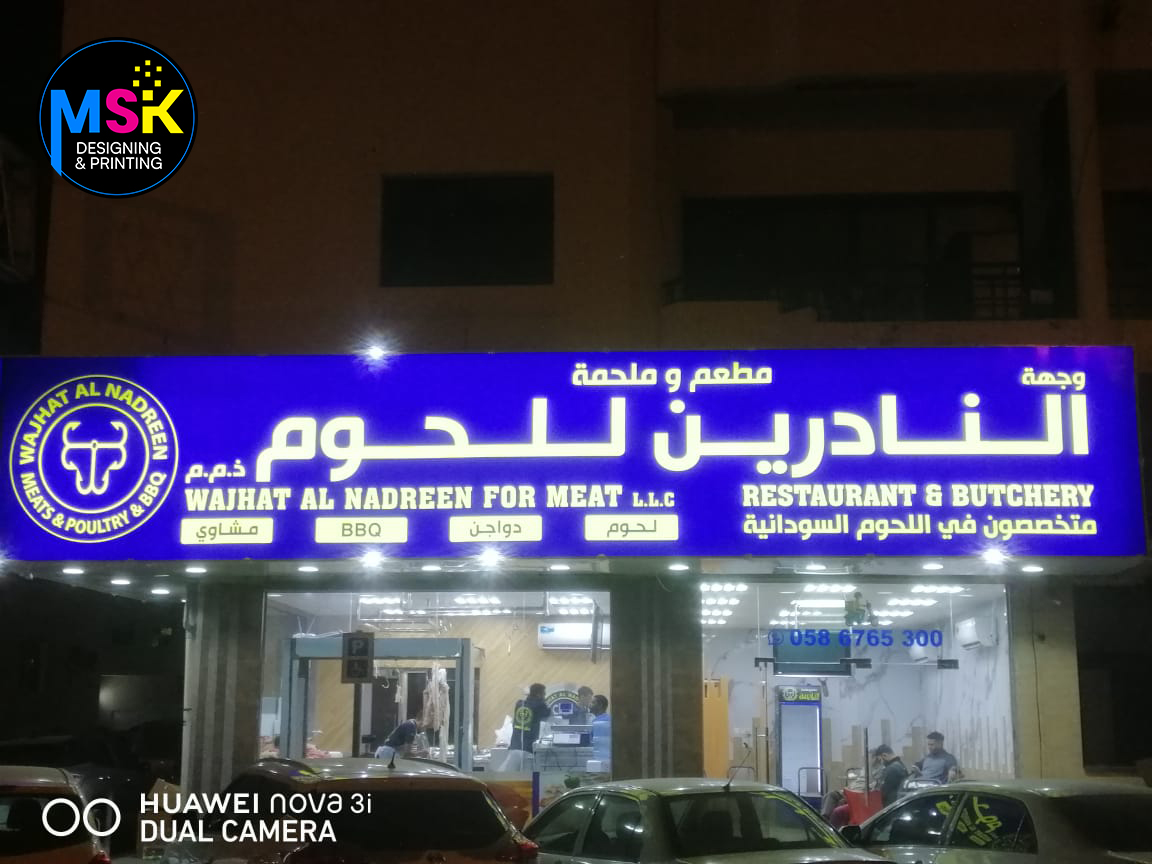 MSK
DESIGNING
& PRINTING
مطعم و ملحمة
وجهة
النادرين للحوم ذ.م.م
WAJHAT AL NADREEN FOR MEAT L.L.C
RESTAURANT & BUTCHERY
متخصصون في اللحوم السودانية
لحوم
دواجن
BBQ
مشاوي
WAJHAT AL NADREEN
MEATS & POULTRY & BBQ
058 6765 300
P
HUAWEI nova 3i
DUAL CAMERA